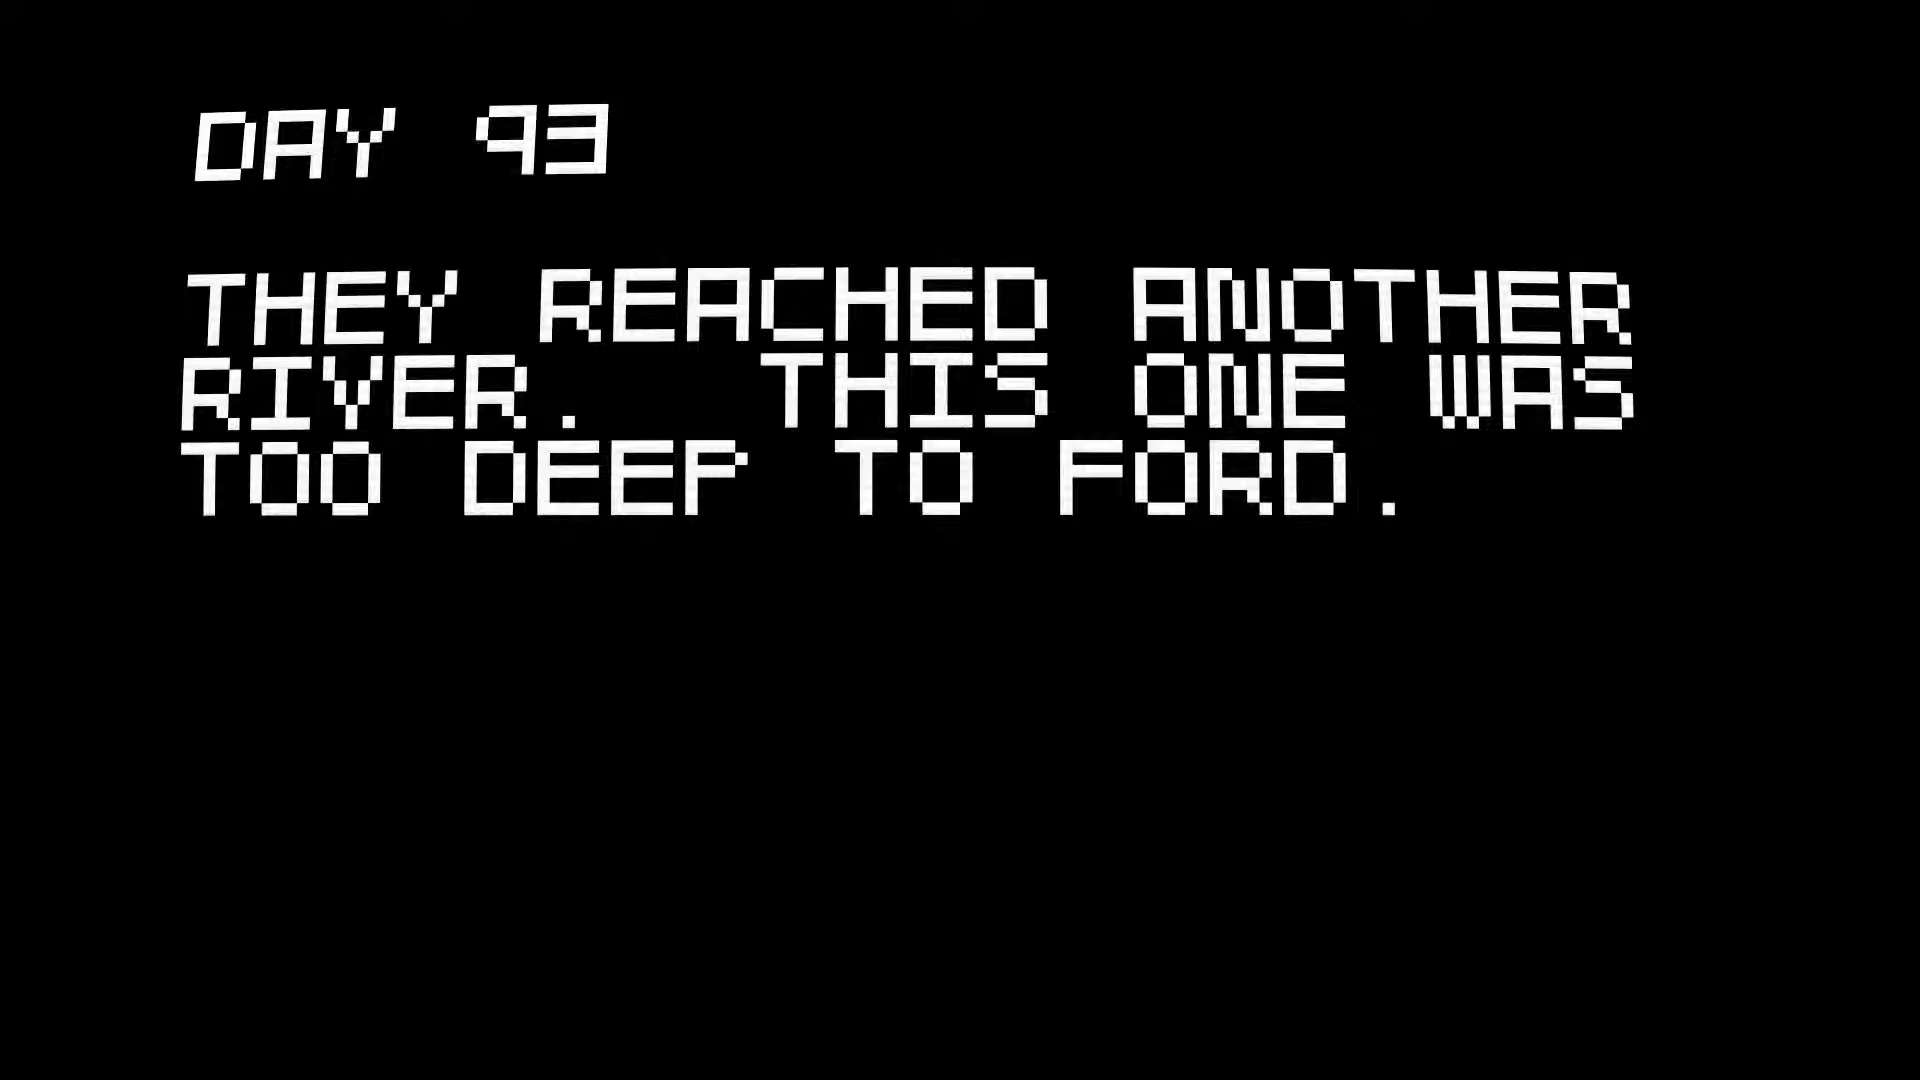 DAY 93
THEY REACHED ANOTHER
RIVER.  THIS ONE WAS
TOO DEEP TO FORD.